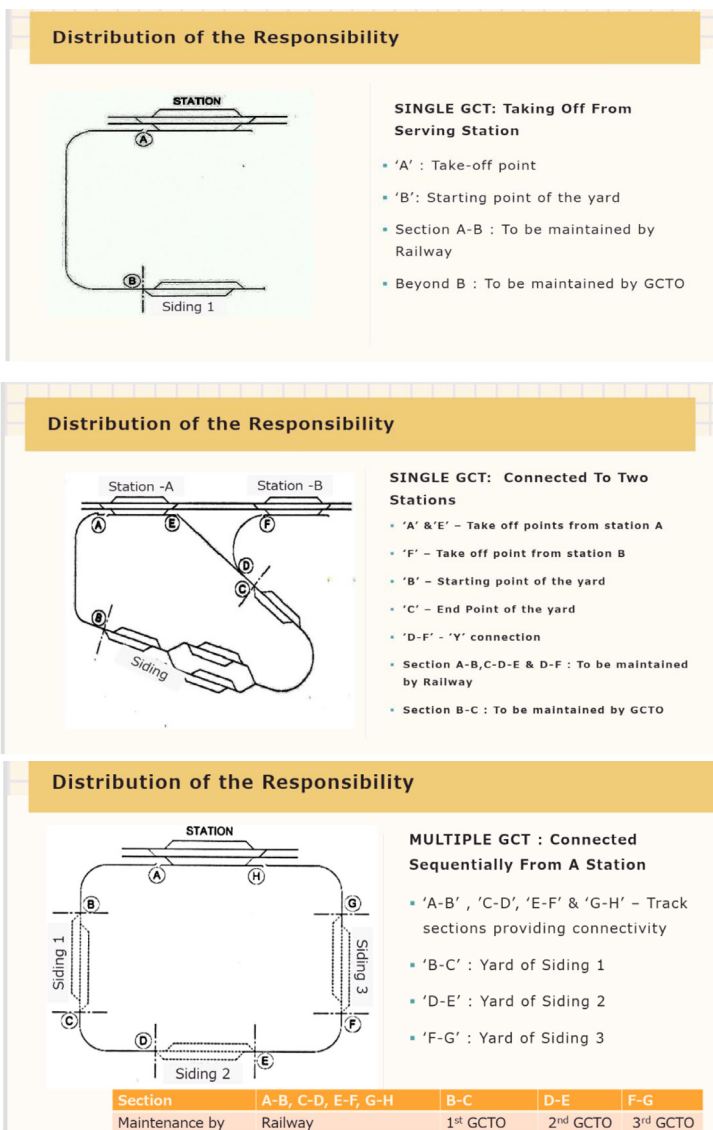 Distribution of the Responsibility
STATION
A
B
Siding 1
SINGLE GCT: Taking Off From
Serving Station
▪ ‘A’ : Take-off point
▪ ‘B’: Starting point of the yard
▪ Section A-B : To be maintained by
Railway
▪ Beyond B : To be maintained by GCTO
Distribution of the Responsibility
Station -A
Station -B
A
E
F
D
C
B
Siding
SINGLE GCT: Connected To Two
Stations
▪ ‘A’ &’E’ – Take off points from station A
▪ ‘F’ – Take off point from station B
▪ ‘B’ – Starting point of the yard
▪ ‘C’ – End Point of the yard
▪ ‘D-F’ - ‘Y’ connection
▪ Section A-B,C-D-E & D-F : To be maintained
by Railway
▪ Section B-C : To be maintained by GCTO
Distribution of the Responsibility
STATION
A
H
B
G
Siding 1
Siding 3
C
F
D
E
Siding 2
MULTIPLE GCT : Connected
Sequentially From A Station
▪ ‘A-B’ , ’C-D’, ‘E-F’ & ‘G-H’ – Track
sections providing connectivity
▪ ‘B-C’ : Yard of Siding 1
▪ ‘D-E’ : Yard of Siding 2
▪ ‘F-G’ : Yard of Siding 3
Section A-B, C-D, E-F, G-H B-C D-E F-G
Maintenance by Railway 1st GCTO 2nd GCTO 3rd GCTO